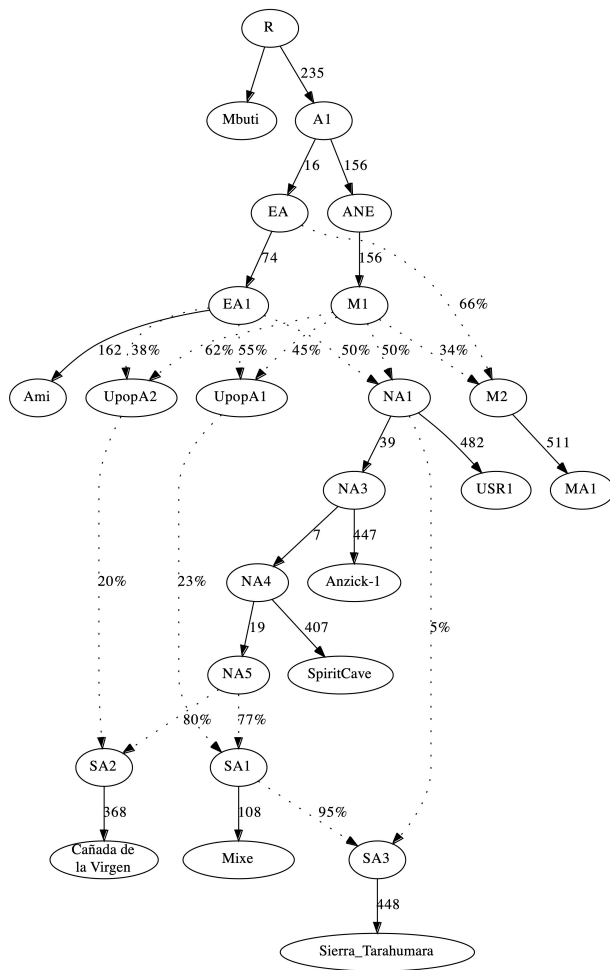 R
235
Mbuti
A1
16
156
EA
ANE
74
156
66%
EA1
M1
162
38%
62%
55%
45%
50%
50%
34%
Ami
UpopA2
UpopA1
NA1
M2
39
482
511
NA3
USR1
MA1
7
447
20%
23%
NA4
Anzick-1
5%
19
407
NA5
SpiritCave
80%
77%
SA2
SA1
368
108
95%
Cañada de
la Virgen
Mixe
SA3
448
Sierra_Tarahumara